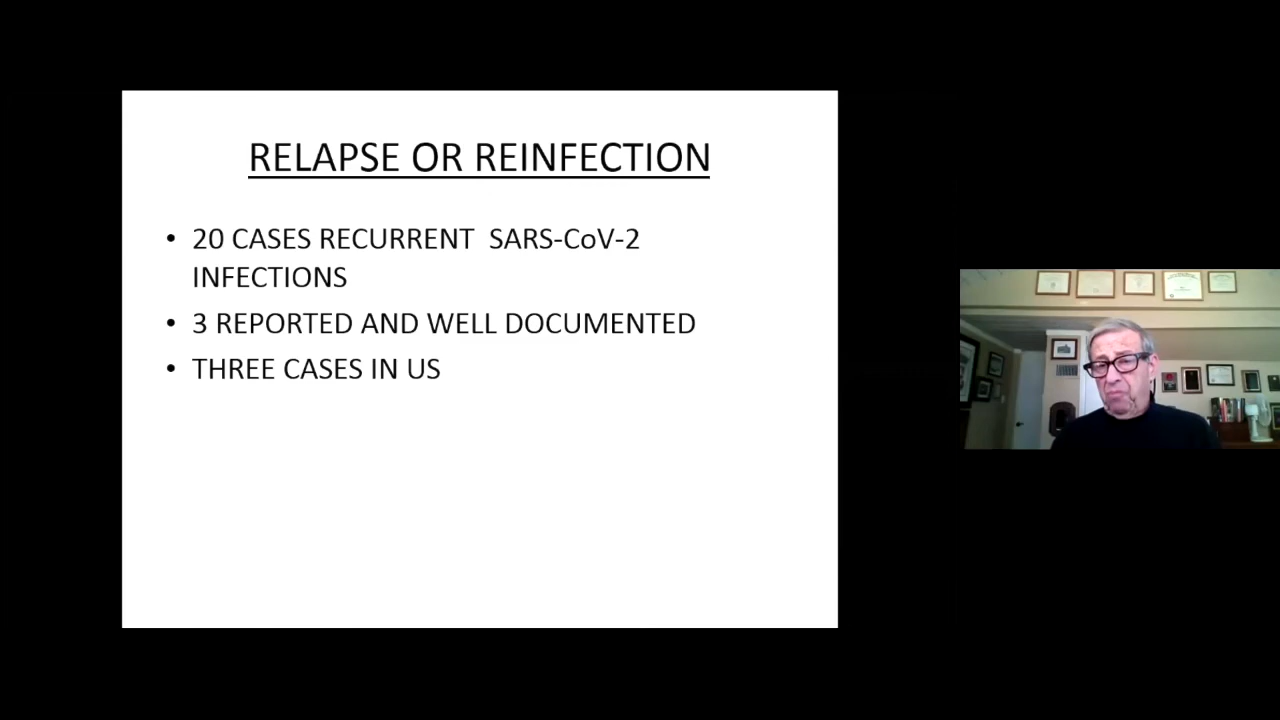 RELAPSE OR REINFECTION
• 20 CASES RECURRENT SARS-CoV-2
INFECTIONS
• 3 REPORTED AND WELL DOCUMENTED
• THREE CASES IN US